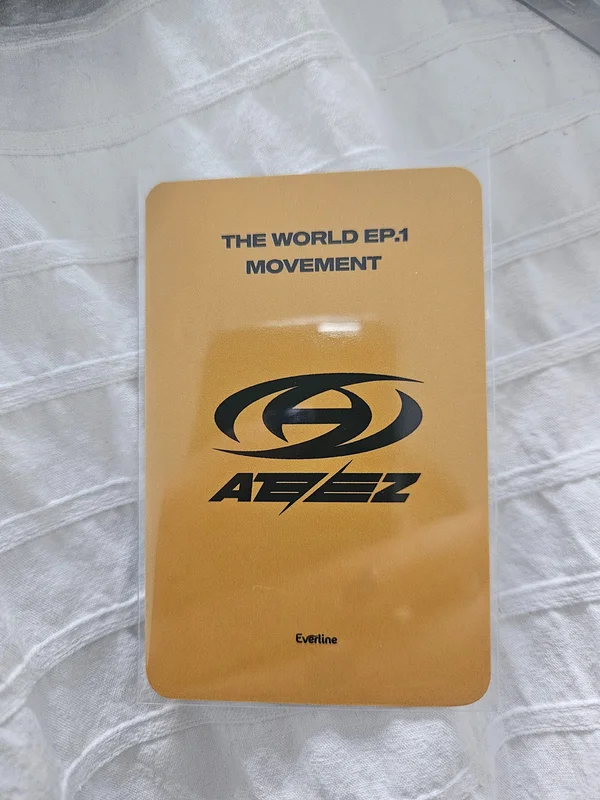 THE WORLD EP.1
MOVEMENT
ATEEZ
Everline